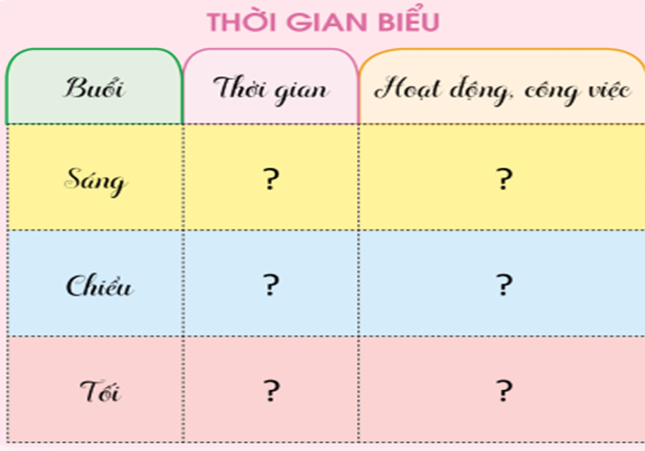 THỜI GIAN BIỂU
Buổi Thời gian Hoạt động, công việc
Sáng ? ?
Chiều ? ?
Tối ? ?